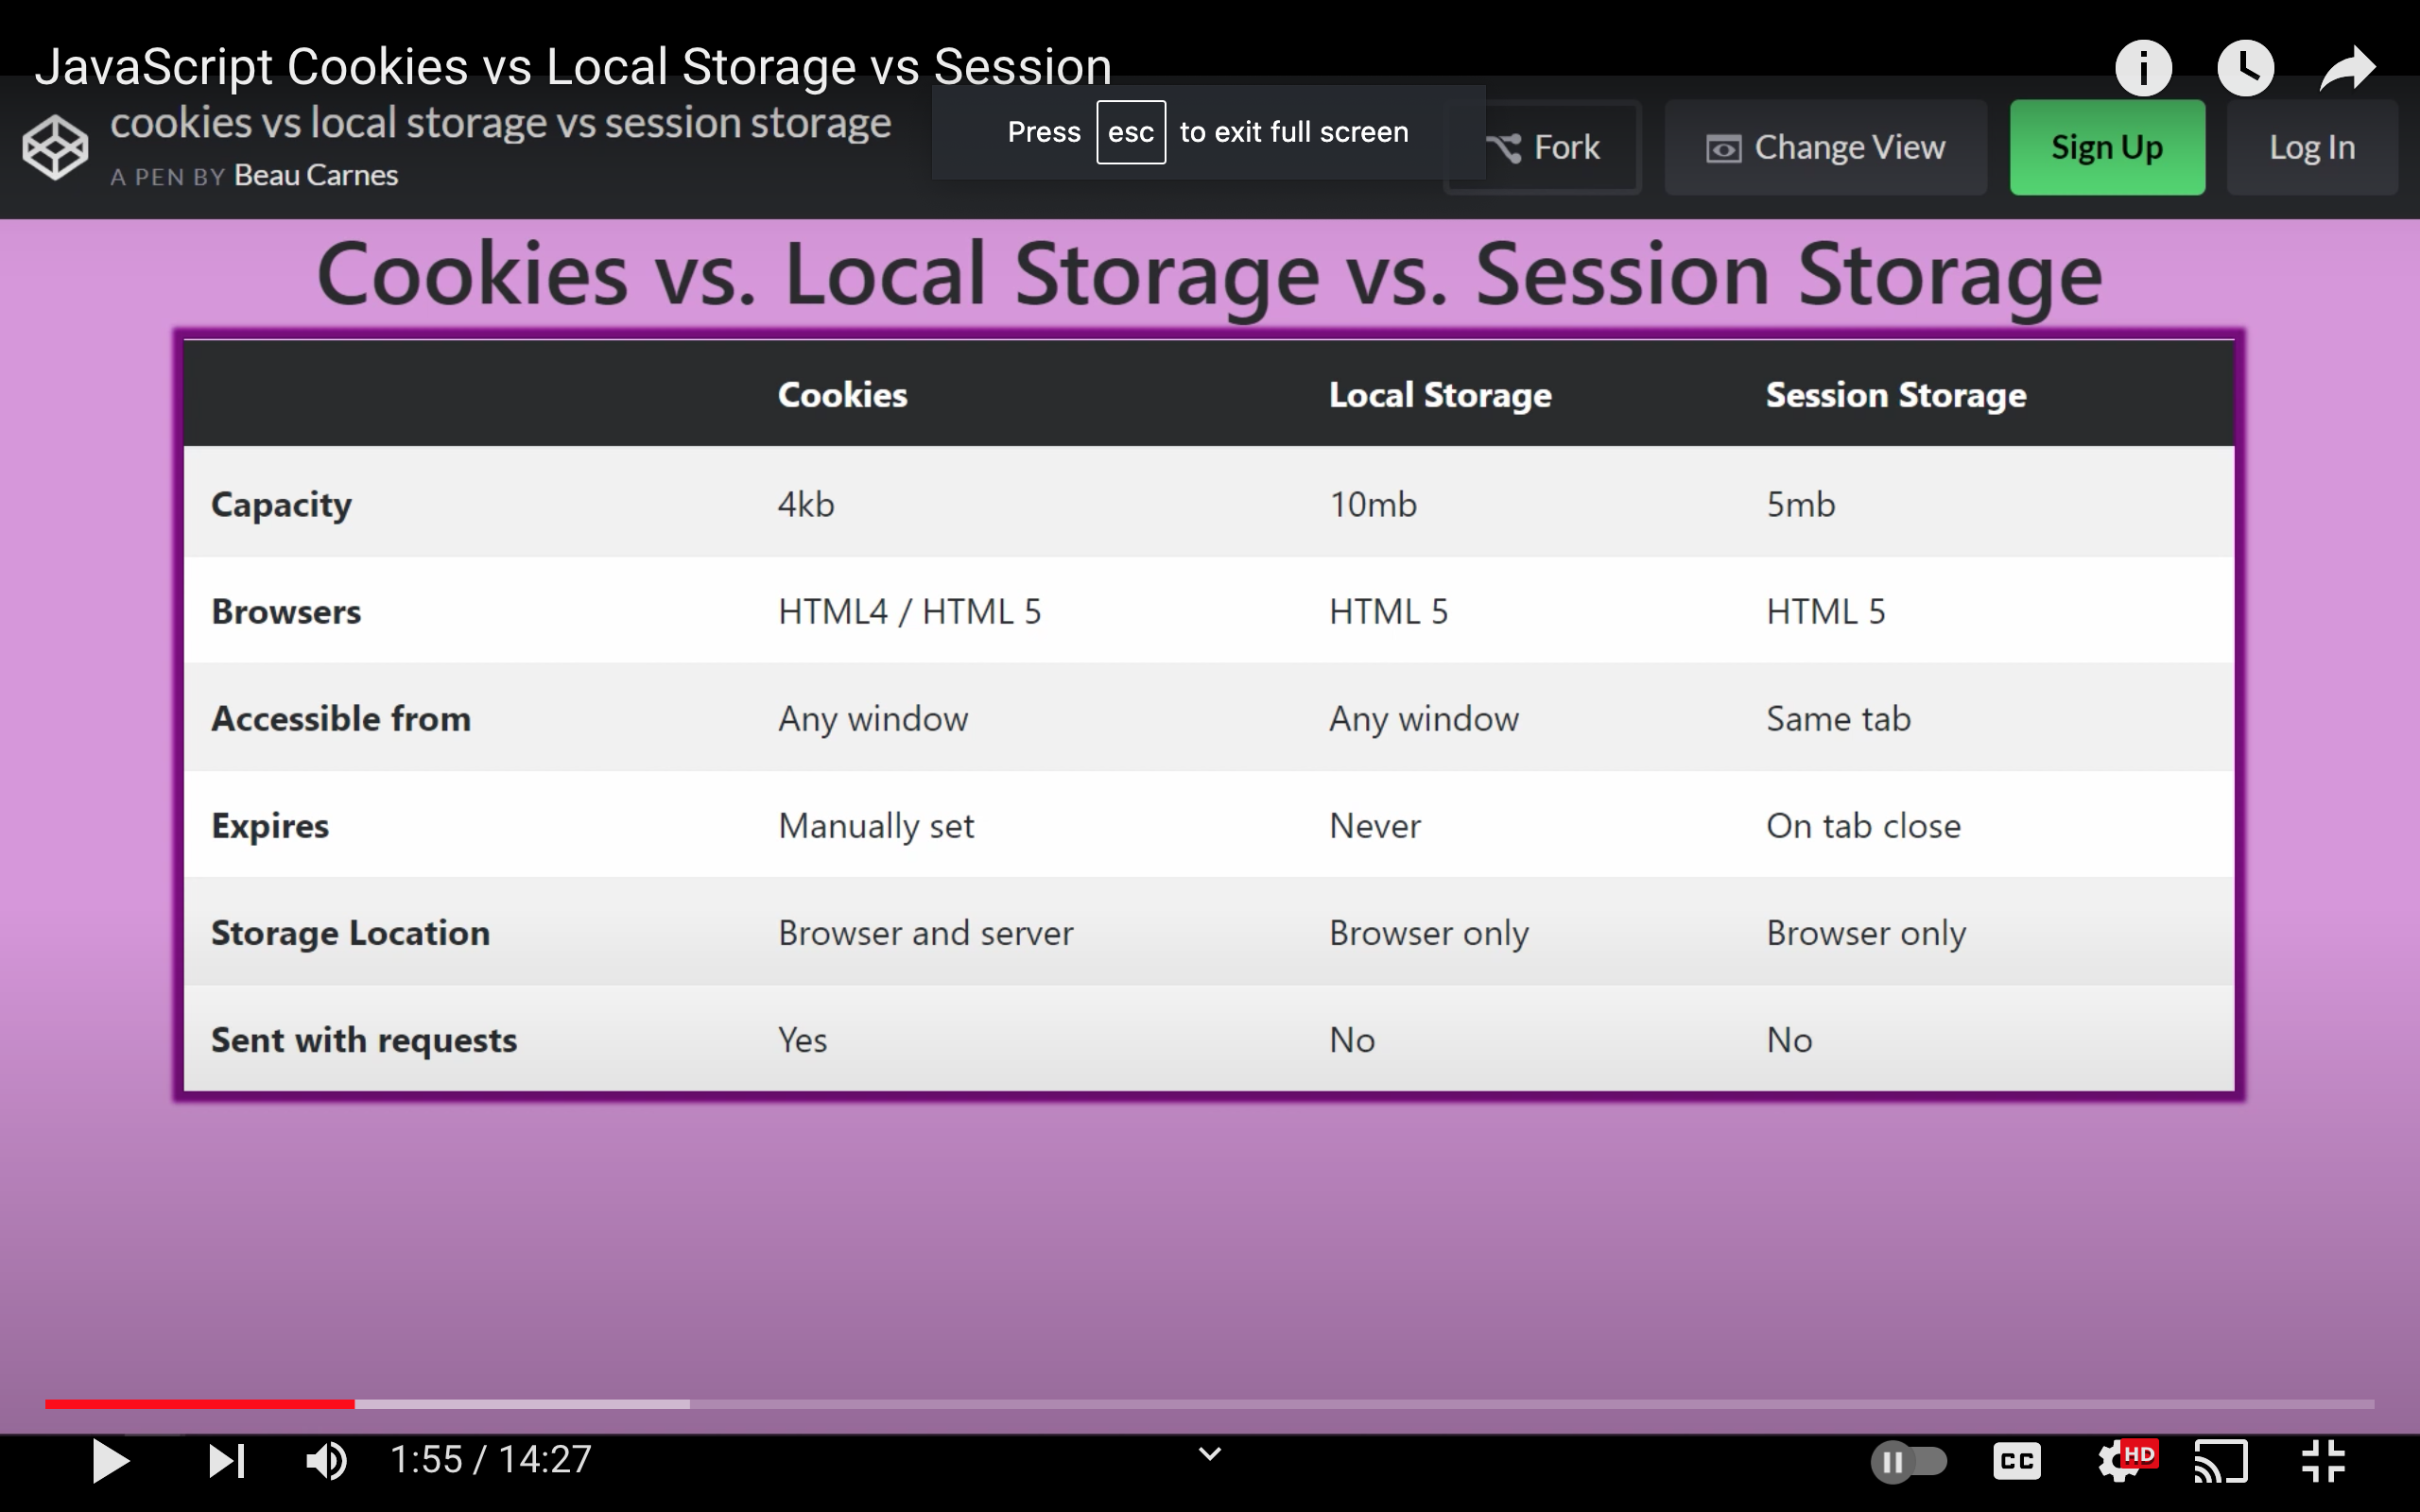 JavaScript Cookies vs Local Storage vs Session
cookies vs local storage vs session storage
A PEN BY Beau Carnes
Press esc to exit full screen
Fork
Change View
Sign Up
Log In
Cookies vs. Local Storage vs. Session Storage
Cookies Local Storage Session Storage
Capacity 4kb 10mb 5mb
Browsers HTML4 / HTML 5 HTML 5 HTML 5
Accessible from Any window Any window Same tab
Expires Manually set Never On tab close
Storage Location Browser and server Browser only Browser only
Sent with requests Yes No No
1:55 / 14:27
CC
HD